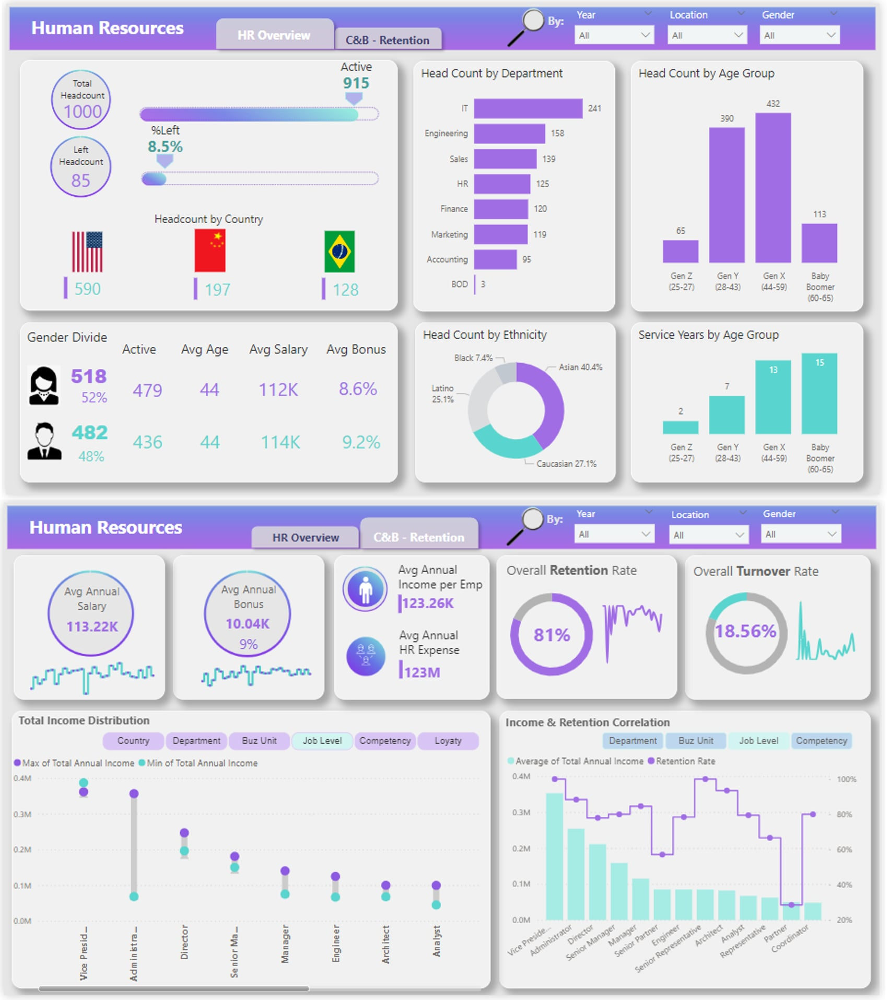 Human Resources
HR Overview
C&B - Retention
By:
Year
Location
Gender
All
All
All
Total
Headcount
1000
Active
915
Left
Headcount
85
%Left
8.5%
Headcount by Country
590
197
128
Head Count by Department
IT
241
Engineering
158
Sales
139
HR
125
Finance
120
Marketing
119
Accounting
95
BOD
3
Head Count by Age Group
65
390
432
113
Gen Z
(25-27)
Gen Y
(28-43)
Gen X
(44-59)
Baby
Boomer
(60-65)
Gender Divide
Active
Avg Age
Avg Salary
Avg Bonus
518
52%
479
44
112K
8.6%
482
48%
436
44
114K
9.2%
Head Count by Ethnicity
Black 7.4%
Asian 40.4%
Latino
25.1%
Caucasian 27.1%
Service Years by Age Group
2
7
13
15
Gen Z
(25-27)
Gen Y
(28-43)
Gen X
(44-59)
Baby
Boomer
(60-65)
Human Resources
HR Overview
C&B - Retention
By:
Year
Location
Gender
All
All
All
Avg Annual
Salary
113.22K
Avg Annual
Bonus
10.04K
9%
Avg Annual
Income per Emp
123.26K
Avg Annual
HR Expense
123M
Overall Retention Rate
81%
Overall Turnover Rate
18.56%
Total Income Distribution
Country
Department
Buz Unit
Job Level
Competency
Loyaty
Max of Total Annual Income
Min of Total Annual Income
0.4M
0.3M
0.2M
0.1M
0.0M
Vice Presid...
Administra...
Director
Senior Ma...
Manager
Engineer
Architect
Analyst
Income & Retention Correlation
Department
Buz Unit
Job Level
Competency
Average of Total Annual Income
Retention Rate
0.4M
0.3M
0.2M
0.1M
0.0M
100%
80%
60%
40%
20%
Vice Preside...
Administrator
Director
Senior Manager
Manager
Senior Partner
Engineer
Senior Representative
Architect
Analyst
Representative
Partner
Coordinator